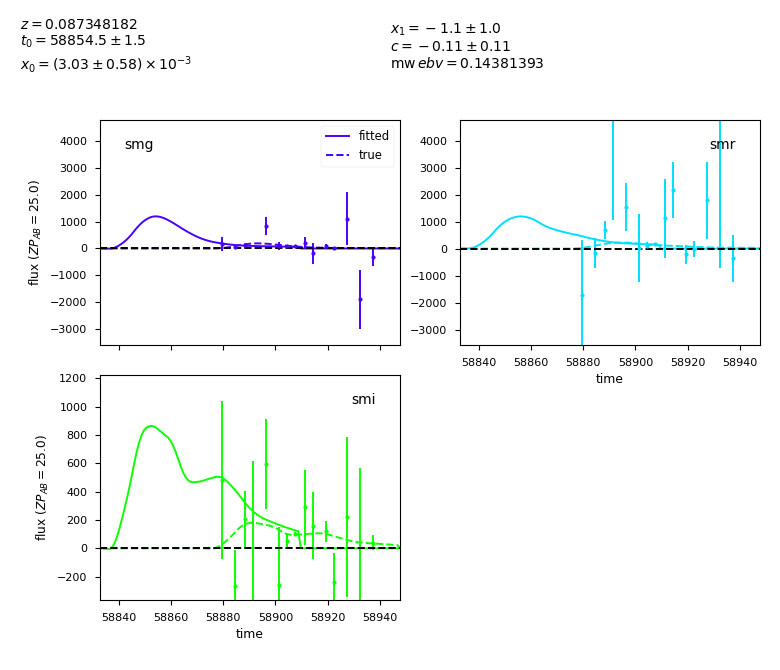 z = 0.087348182
t₀ = 58854.5 ± 1.5
x₀ = (3.03 ± 0.58) × 10⁻³
x₁ = −1.1 ± 1.0
c = −0.11 ± 0.11
mw ebv = 0.14381393
smg
fitted
true
4000
3000
2000
1000
0
−1000
−2000
−3000
flux (ZP_AB = 25.0)
smr
4000
3000
2000
1000
0
−1000
−2000
−3000
58840 58860 58880 58900 58920 58940
time
smi
1200
1000
800
600
400
200
0
−200
flux (ZP_AB = 25.0)
58840 58860 58880 58900 58920 58940
time